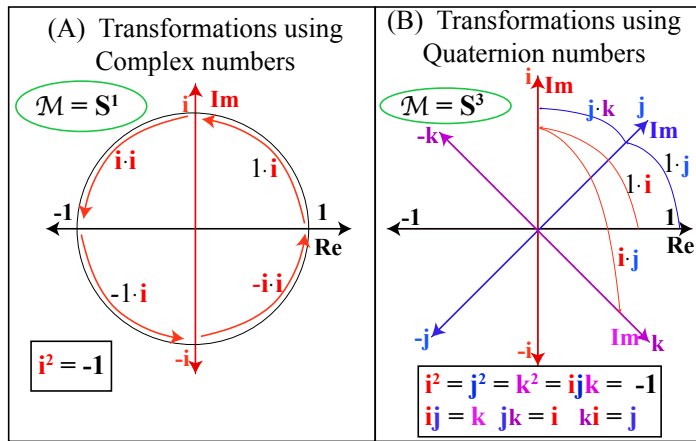 (A) Transformations using
Complex numbers
ℳ = S¹
i
Im
i·i
1·i
-1
1
Re
-1·i
-i·i
-i
i² = -1
(B) Transformations using
Quaternion numbers
ℳ = S³
i
Im
j·k
j
Im
-k
1·j
1·i
-1
1
Re
i·j
-j
Im
k
-i
i² = j² = k² = ijk = -1
ij = k jk = i ki = j